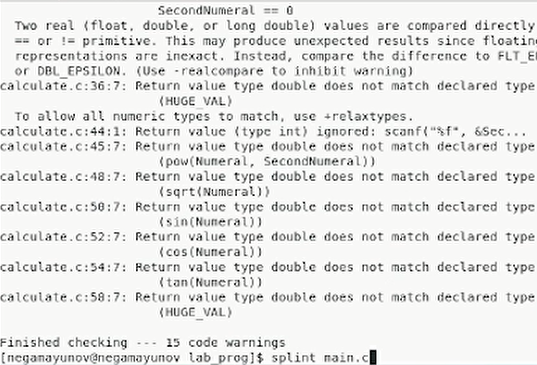 SecondNumeral == 0
Two real (float, double, or long double) values are compared directly
== or != primitive. This may produce unexpected results since floatin
representations are inexact. Instead, compare the difference to FLT_E
or DBL_EPSILON. (Use -realcompare to inhibit warning)
calculate.c:36:7: Return value type double does not match declared type
(HUGE_VAL)
To allow all numeric types to match, use +relaxtypes.
calculate.c:44:1: Return value (type int) ignored: scanf("%f", &Sec...
calculate.c:45:7: Return value type double does not match declared type
(pow(Numeral, SecondNumeral))
calculate.c:48:7: Return value type double does not match declared type
(sqrt(Numeral))
calculate.c:50:7: Return value type double does not match declared type
(sin(Numeral))
calculate.c:52:7: Return value type double does not match declared type
(cos(Numeral))
calculate.c:54:7: Return value type double does not match declared type
(tan(Numeral))
calculate.c:58:7: Return value type double does not match declared type
(HUGE_VAL)
Finished checking --- 15 code warnings
[negamayunov@negamayunov lab_prog]$ splint main.c